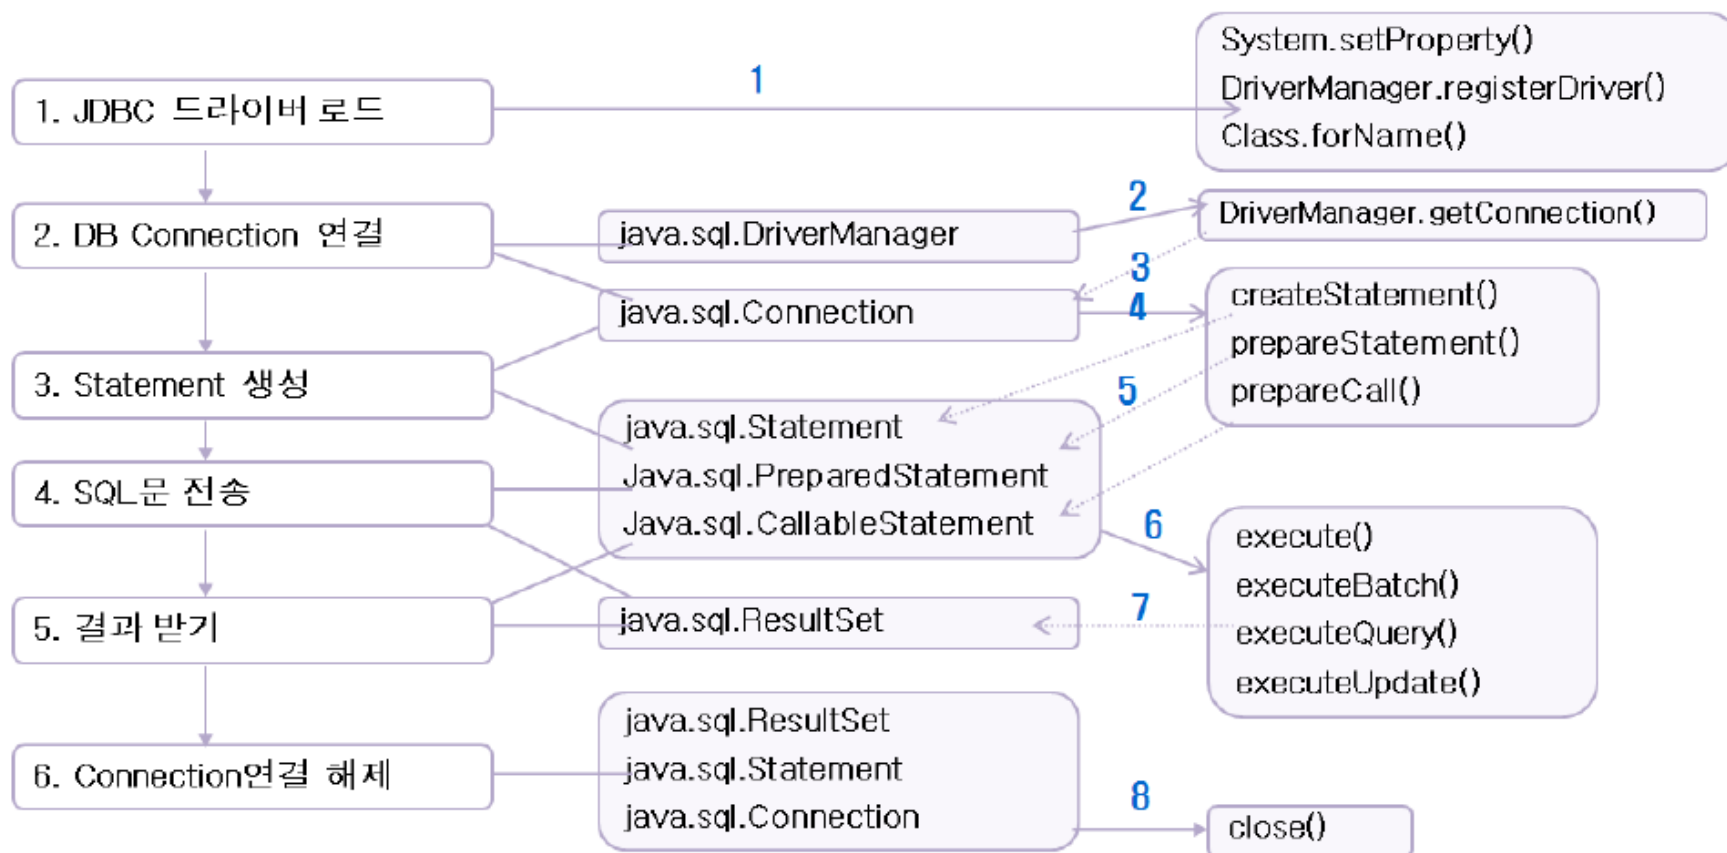 System.setProperty()
1
DriverManager.registerDriver()
1. JDBC 드라이버 로드
Class.forName()
2
DriverManager.getConnection()
2. DB Connection 연결
java.sql.DriverManager
3
createStatement()
java.sql.Connection
4
prepareStatement()
3. Statement 생성
5
prepareCall()
java.sql.Statement
Java.sql.PreparedStatement
4. SQL문 전송
Java.sql.CallableStatement
6
execute()
executeBatch()
5. 결과 받기
java.sql.ResultSet
7
executeQuery()
executeUpdate()
java.sql.ResultSet
6. Connection연결 해제
java.sql.Statement
java.sql.Connection
8
close()